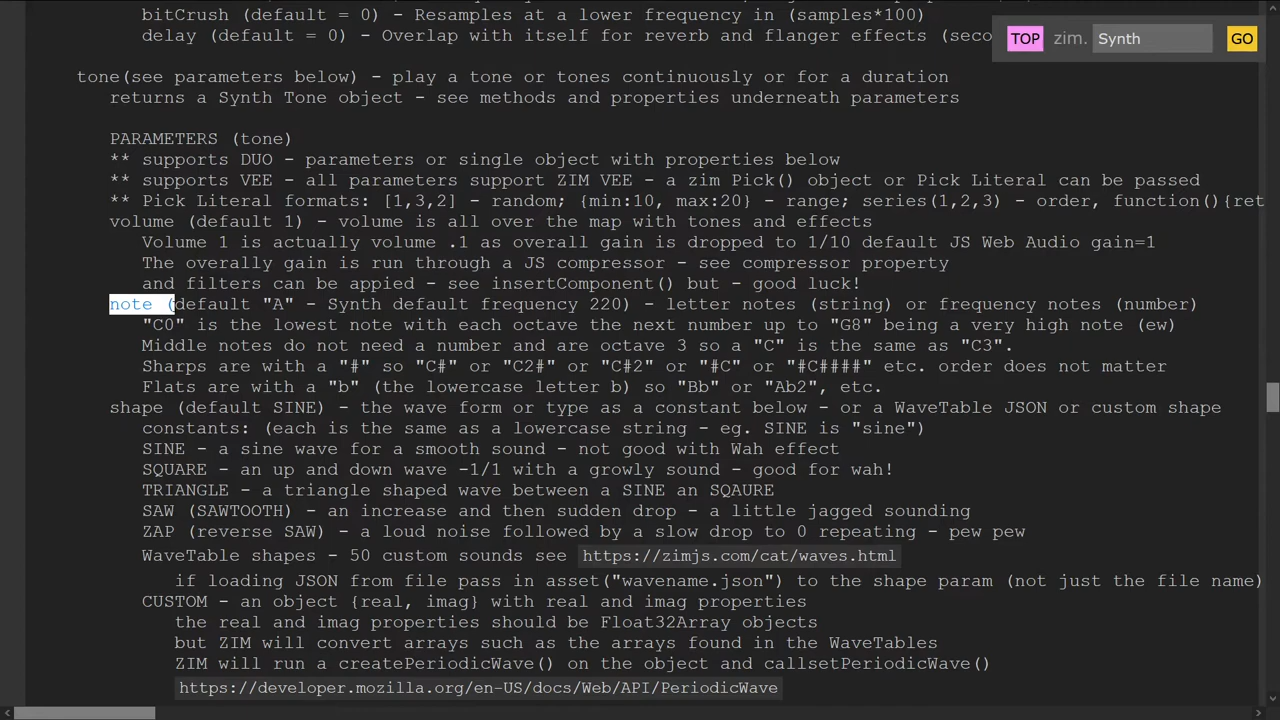 bitCrush (default = 0) - Resamples at a lower frequency in (samples*100)
delay (default = 0) - Overlap with itself for reverb and flanger effects (seco
TOP zim. Synth GO
tone(see parameters below) - play a tone or tones continuously or for a duration
returns a Synth Tone object - see methods and properties underneath parameters
PARAMETERS (tone)
** supports DUO - parameters or single object with properties below
** supports VEE - all parameters support ZIM VEE - a zim Pick() object or Pick Literal can be passed
** Pick Literal formats: [1,3,2] - random; {min:10, max:20} - range; series(1,2,3) - order, function(){ret
volume (default 1) - volume is all over the map with tones and effects
Volume 1 is actually volume .1 as overall gain is dropped to 1/10 default JS Web Audio gain=1
The overally gain is run through a JS compressor - see compressor property
and filters can be appied - see insertComponent() but - good luck!
note (default "A" - Synth default frequency 220) - letter notes (string) or frequency notes (number)
"C0" is the lowest note with each octave the next number up to "G8" being a very high note (ew)
Middle notes do not need a number and are octave 3 so a "C" is the same as "C3".
Sharps are with a "#" so "C#" or "C2#" or "C#2" or "#C" or "#C####" etc. order does not matter
Flats are with a "b" (the lowercase letter b) so "Bb" or "Ab2", etc.
shape (default SINE) - the wave form or type as a constant below - or a WaveTable JSON or custom shape
constants: (each is the same as a lowercase string - eg. SINE is "sine")
SINE - a sine wave for a smooth sound - not good with Wah effect
SQUARE - an up and down wave -1/1 with a growly sound - good for wah!
TRIANGLE - a triangle shaped wave between a SINE an SQAURE
SAW (SAWTOOTH) - an increase and then sudden drop - a little jagged sounding
ZAP (reverse SAW) - a loud noise followed by a slow drop to 0 repeating - pew pew
WaveTable shapes - 50 custom sounds see https://zimjs.com/cat/waves.html
if loading JSON from file pass in asset("wavename.json") to the shape param (not just the file name)
CUSTOM - an object {real, imag} with real and imag properties
the real and imag properties should be Float32Array objects
but ZIM will convert arrays such as the arrays found in the WaveTables
ZIM will run a createPeriodicWave() on the object and callsetPeriodicWave()
https://developer.mozilla.org/en-US/docs/Web/API/PeriodicWave